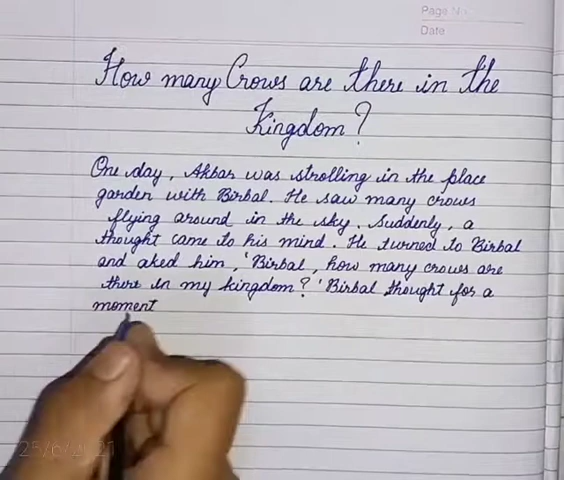 Page No.
Date
How many Crows are there in the
Kingdom?
One day, Akbar was strolling in the place
garden with Birbal. He saw many crows
flying around in the sky. Suddenly, a
thought came to his mind. He turned to Birbal
and aked him, 'Birbal, how many crows are
there in my kingdom?' Birbal thought for a
moment
25/6/2021